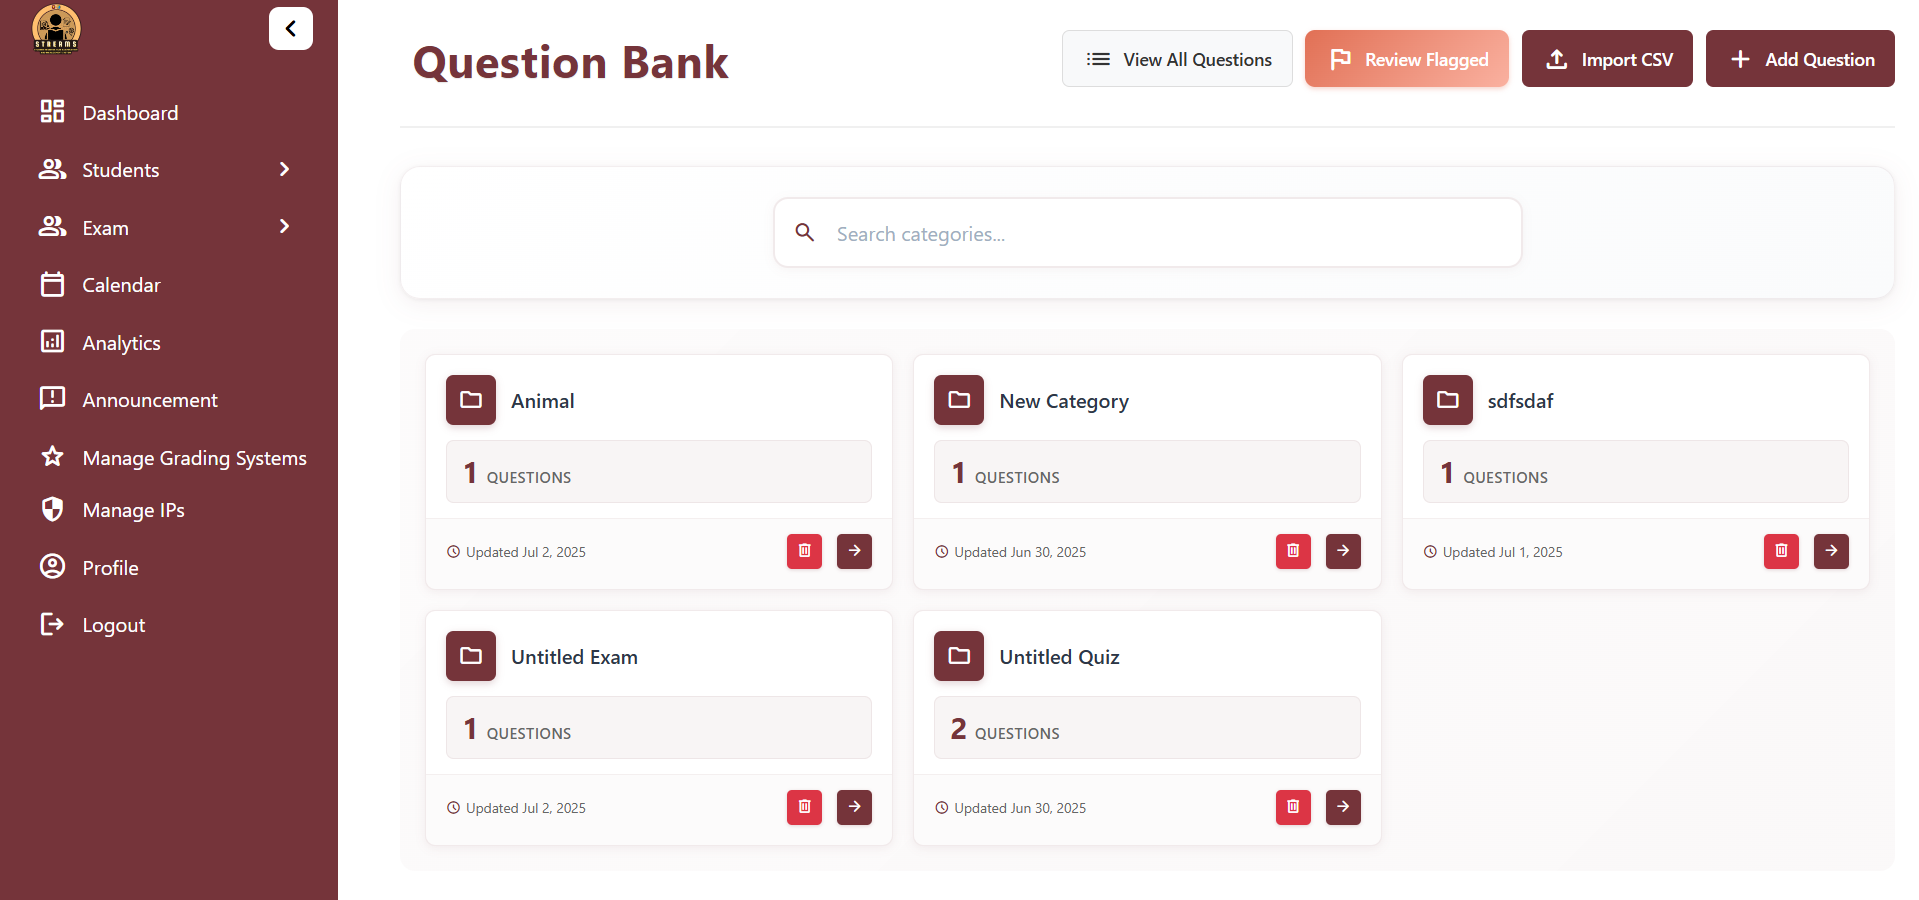 STREAMS
Dashboard
Students
Exam
Calendar
Analytics
Announcement
Manage Grading Systems
Manage IPs
Profile
Logout
Question Bank
View All Questions
Review Flagged
Import CSV
Add Question
Search categories...
Animal
1 QUESTIONS
Updated Jul 2, 2025
New Category
1 QUESTIONS
Updated Jun 30, 2025
sdfsdaf
1 QUESTIONS
Updated Jul 1, 2025
Untitled Exam
1 QUESTIONS
Updated Jul 2, 2025
Untitled Quiz
2 QUESTIONS
Updated Jun 30, 2025